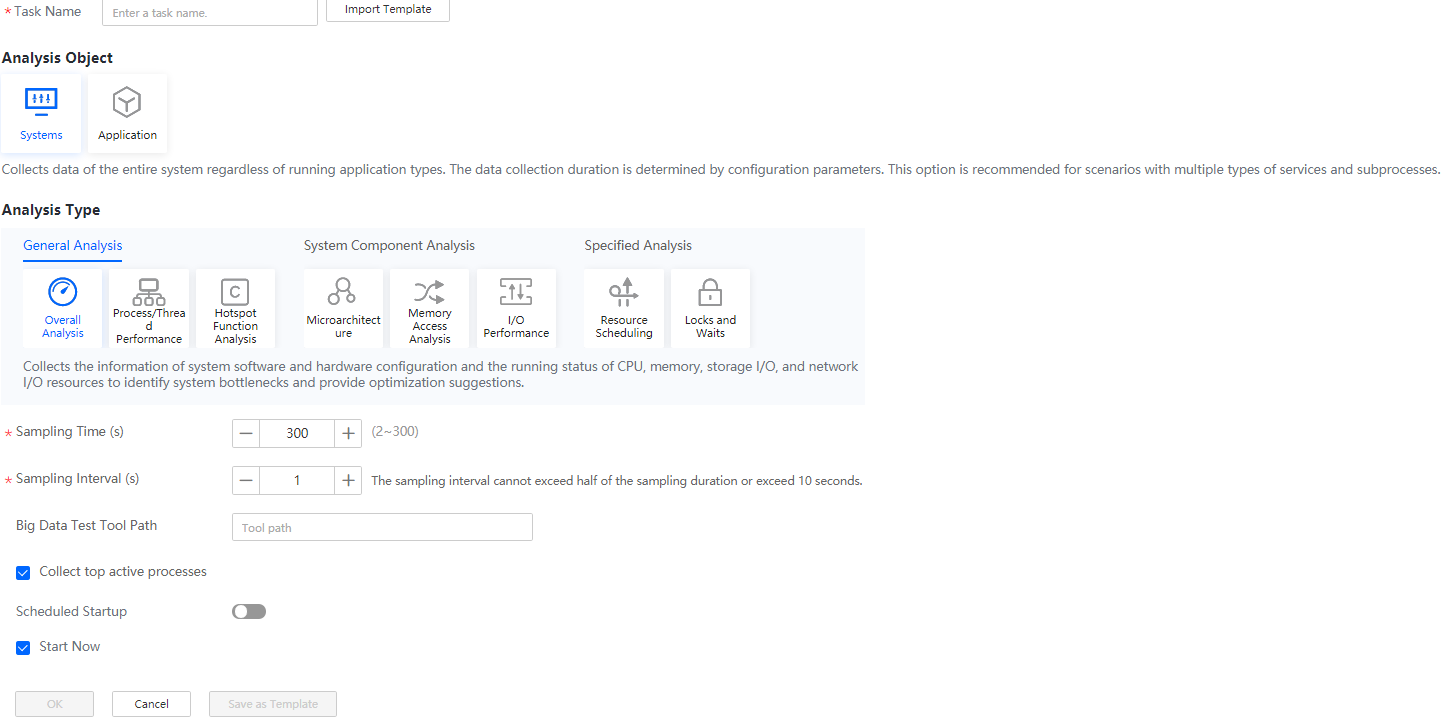 * Task Name Enter a task name. Import Template
Analysis Object
Systems Application
Collects data of the entire system regardless of running application types. The data collection duration is determined by configuration parameters. This option is recommended for scenarios with multiple types of services and subprocesses.
Analysis Type
General Analysis System Component Analysis Specified Analysis
Overall
Analysis
Process/Threa
d
Performance
C
Hotspot
Function
Analysis
Microarchitect
ure
Memory
Access
Analysis
I/O
Performance
Resource
Scheduling
Locks and
Waits
Collects the information of system software and hardware configuration and the running status of CPU, memory, storage I/O, and network
I/O resources to identify system bottlenecks and provide optimization suggestions.
* Sampling Time (s) — 300 + (2~300)
* Sampling Interval (s) — 1 + The sampling interval cannot exceed half of the sampling duration or exceed 10 seconds.
Big Data Test Tool Path Tool path
Collect top active processes
Scheduled Startup
Start Now
OK Cancel Save as Template